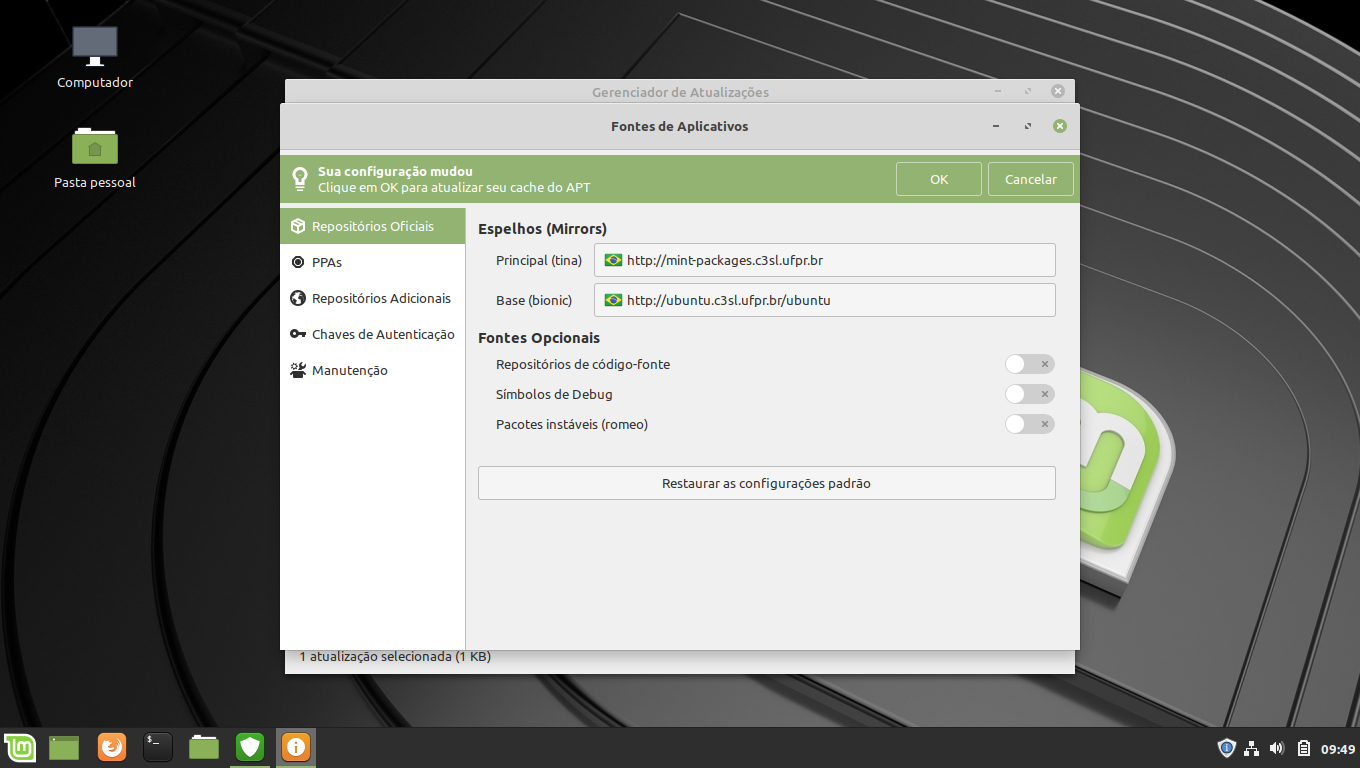 Computador
Pasta pessoal
Gerenciador de Atualizações
Fontes de Aplicativos
Sua configuração mudou
Clique em OK para atualizar seu cache do APT
OK
Cancelar
Repositórios Oficiais
PPAs
Repositórios Adicionais
Chaves de Autenticação
Manutenção
Espelhos (Mirrors)
Principal (tina) http://mint-packages.c3sl.ufpr.br
Base (bionic) http://ubuntu.c3sl.ufpr.br/ubuntu
Fontes Opcionais
Repositórios de código-fonte
Símbolos de Debug
Pacotes instáveis (romeo)
Restaurar as configurações padrão
1 atualização selecionada (1 KB)
$_
09:49